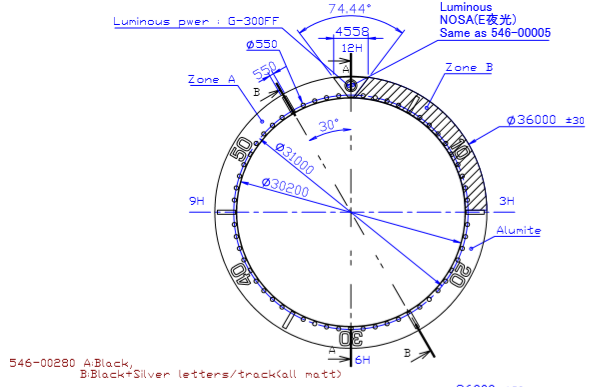 74.44°
Luminous
NOSA(E夜光)
Same as 546-00005
Luminous pwer : G-300FF
4558
12H
Ø550
550
A
Zone A
Zone B
B
Ø36000 ±30
30°
10
50
Ø31000
Ø30200
9H
3H
Alumite
40
20
30
A
6H
B
546-00280 A:Black,
B:Black+Silver letters/track(all matt)